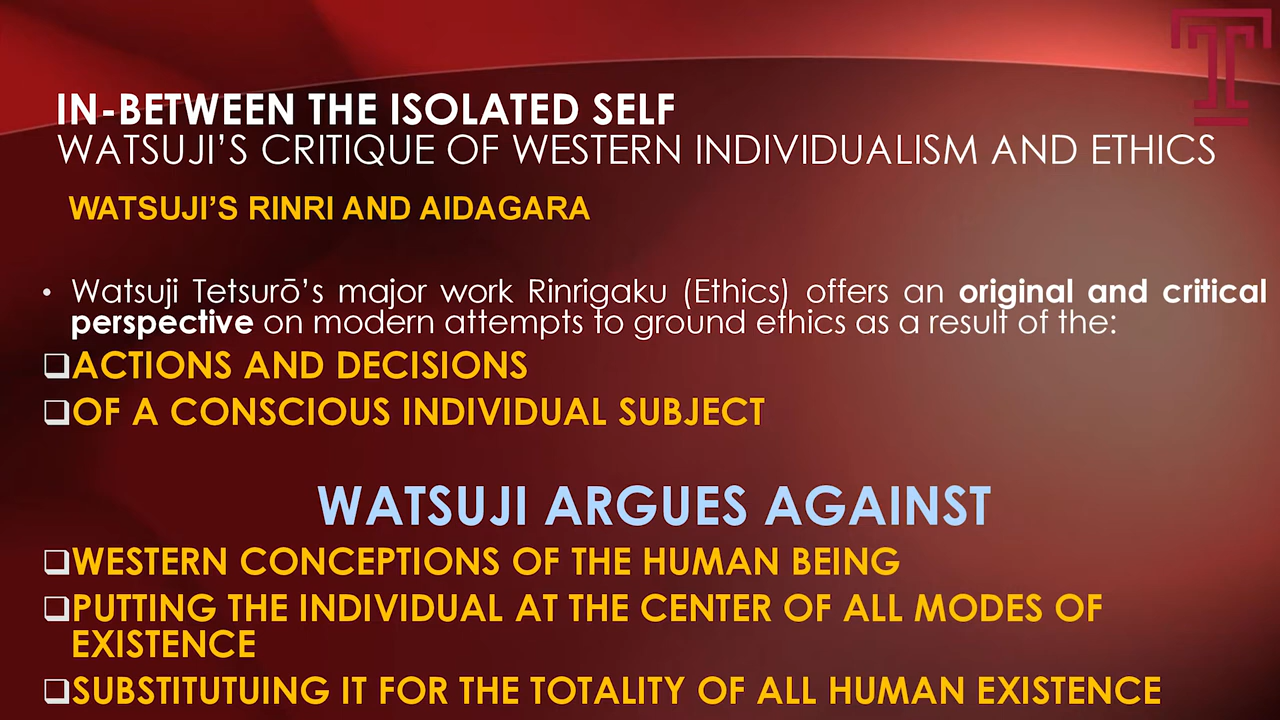 IN-BETWEEN THE ISOLATED SELF
WATSUJI’S CRITIQUE OF WESTERN INDIVIDUALISM AND ETHICS
WATSUJI’S RINRI AND AIDAGARA
• Watsuji Tetsurō’s major work Rinrigaku (Ethics) offers an original and critical
perspective on modern attempts to ground ethics as a result of the:
❑ACTIONS AND DECISIONS
❑OF A CONSCIOUS INDIVIDUAL SUBJECT
WATSUJI ARGUES AGAINST
❑WESTERN CONCEPTIONS OF THE HUMAN BEING
❑PUTTING THE INDIVIDUAL AT THE CENTER OF ALL MODES OF
EXISTENCE
❑SUBSTITUTUING IT FOR THE TOTALITY OF ALL HUMAN EXISTENCE